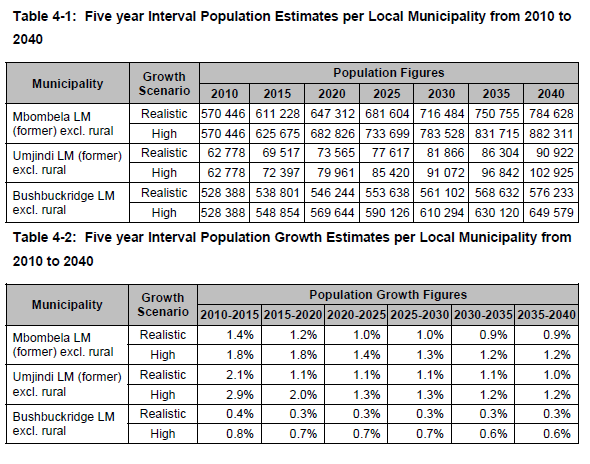 Table 4-1: Five year Interval Population Estimates per Local Municipality from 2010 to
2040
Municipality Growth Scenario Population Figures
2010 2015 2020 2025 2030 2035 2040
Mbombela LM (former) excl. rural Realistic 570 446 611 228 647 312 681 604 716 484 750 755 784 628
High 570 446 625 675 682 826 733 699 783 528 831 715 882 311
Umjindi LM (former) excl. rural Realistic 62 778 69 517 73 565 77 617 81 866 86 304 90 922
High 62 778 72 397 79 961 85 420 91 072 96 842 102 925
Bushbuckridge LM excl. rural Realistic 528 388 538 801 546 244 553 638 561 102 568 632 576 233
High 528 388 548 854 569 644 590 126 610 294 630 120 649 579
Table 4-2: Five year Interval Population Growth Estimates per Local Municipality from
2010 to 2040
Municipality Growth Scenario Population Growth Figures
2010-2015 2015-2020 2020-2025 2025-2030 2030-2035 2035-2040
Mbombela LM (former) excl. rural Realistic 1.4% 1.2% 1.0% 1.0% 0.9% 0.9%
High 1.8% 1.8% 1.4% 1.3% 1.2% 1.2%
Umjindi LM (former) excl. rural Realistic 2.1% 1.1% 1.1% 1.1% 1.1% 1.0%
High 2.9% 2.0% 1.3% 1.3% 1.2% 1.2%
Bushbuckridge LM excl. rural Realistic 0.4% 0.3% 0.3% 0.3% 0.3% 0.3%
High 0.8% 0.7% 0.7% 0.7% 0.6% 0.6%